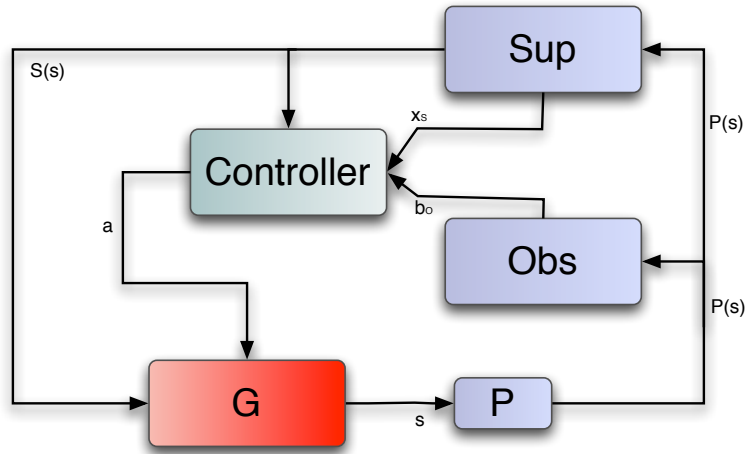 Sup
S(s)
xs
P(s)
Controller
bo
a
Obs
P(s)
G
s
P